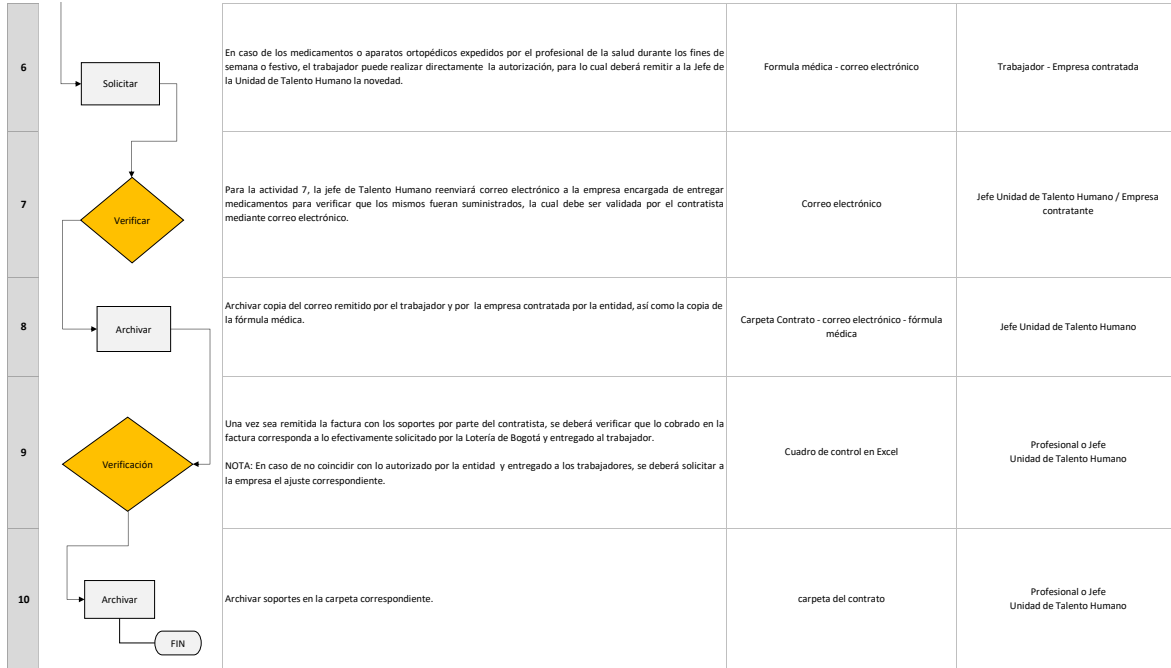 6
Solicitar
En caso de los medicamentos o aparatos ortopédicos expedidos por el profesional de la salud durante los fines de
semana o festivo, el trabajador puede realizar directamente la autorización, para lo cual deberá remitir a la Jefe de
la Unidad de Talento Humano la novedad.
Formula médica - correo electrónico
Trabajador - Empresa contratada
7
Verificar
Para la actividad 7, la jefe de Talento Humano reenviará correo electrónico a la empresa encargada de entregar
medicamentos para verificar que los mismos fueran suministrados, la cual debe ser validada por el contratista
mediante correo electrónico.
Correo electrónico
Jefe Unidad de Talento Humano / Empresa
contratante
8
Archivar
Archivar copia del correo remitido por el trabajador y por la empresa contratada por la entidad, así como la copia de
la fórmula médica.
Carpeta Contrato - correo electrónico - fórmula
médica
Jefe Unidad de Talento Humano
9
Verificación
Una vez sea remitida la factura con los soportes por parte del contratista, se deberá verificar que lo cobrado en la
factura corresponda a lo efectivamente solicitado por la Lotería de Bogotá y entregado al trabajador.
NOTA: En caso de no coincidir con lo autorizado por la entidad y entregado a los trabajadores, se deberá solicitar a
la empresa el ajuste correspondiente.
Cuadro de control en Excel
Profesional o Jefe
Unidad de Talento Humano
10
Archivar
FIN
Archivar soportes en la carpeta correspondiente.
carpeta del contrato
Profesional o Jefe
Unidad de Talento Humano